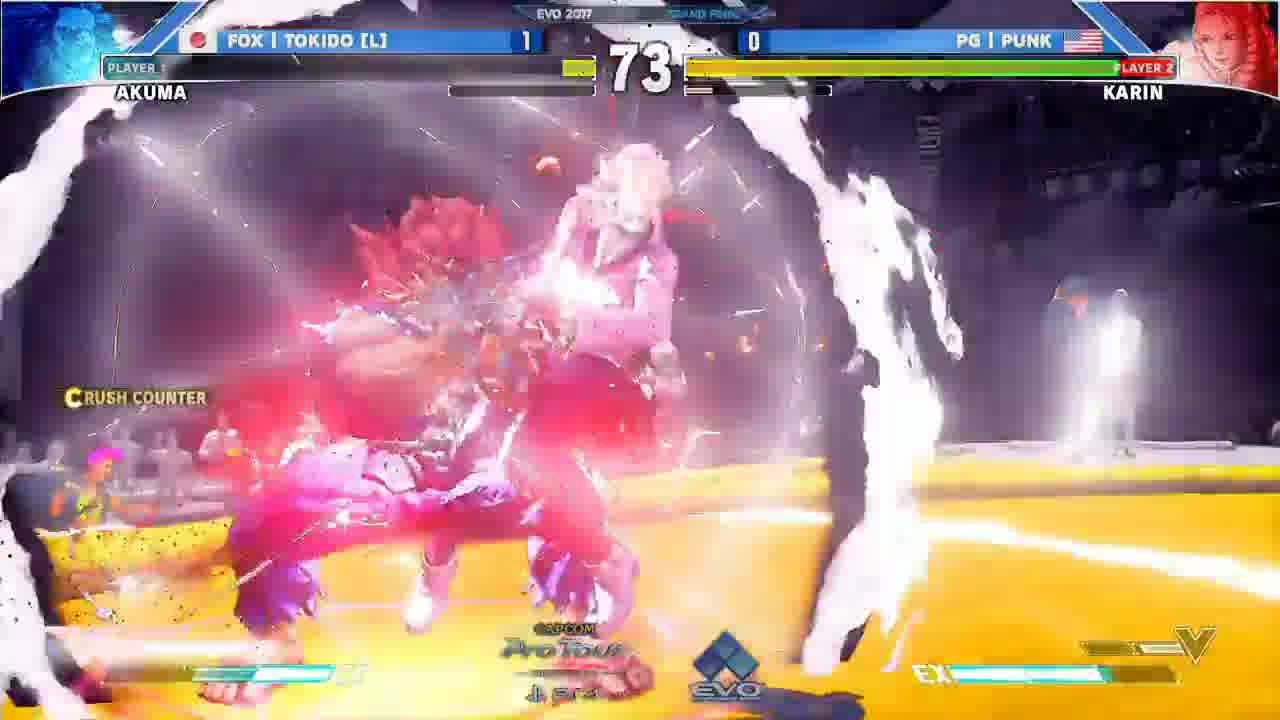 EVO 2017 GRAND FINAL
FOX | TOKIDO [L] 1
73
0 PG | PUNK
PLAYER 1
PLAYER 2
AKUMA
KARIN
CRUSH COUNTER
CAPCOM
Pro Tour
EVO
EX
V